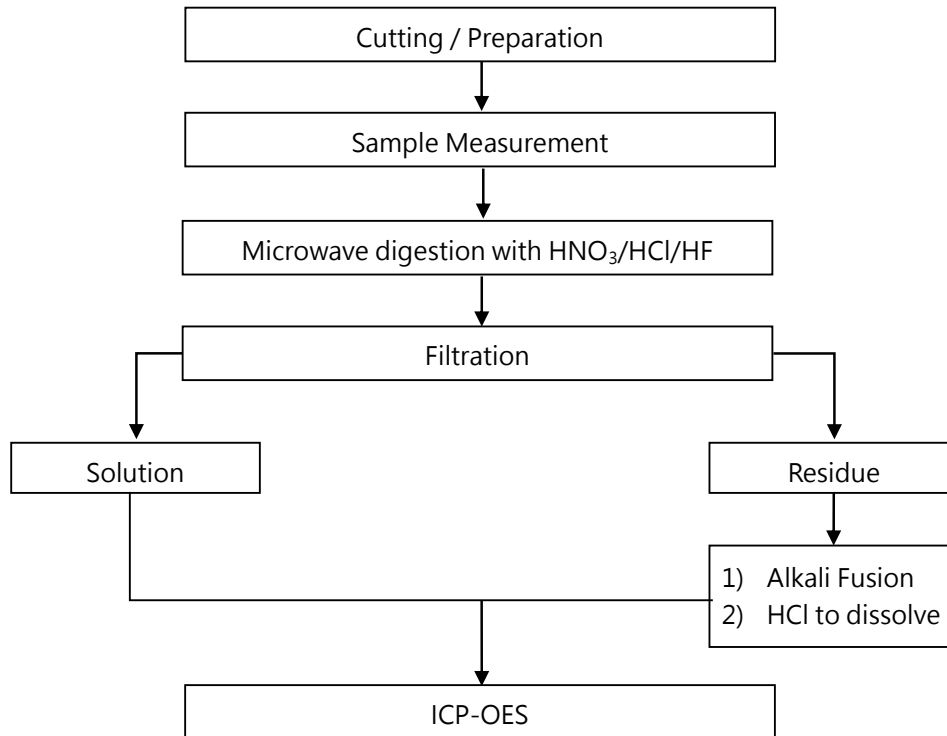 Cutting / Preparation
Sample Measurement
Microwave digestion with HNO₃/HCl/HF
Filtration
Solution
Residue
1) Alkali Fusion
2) HCl to dissolve
ICP-OES